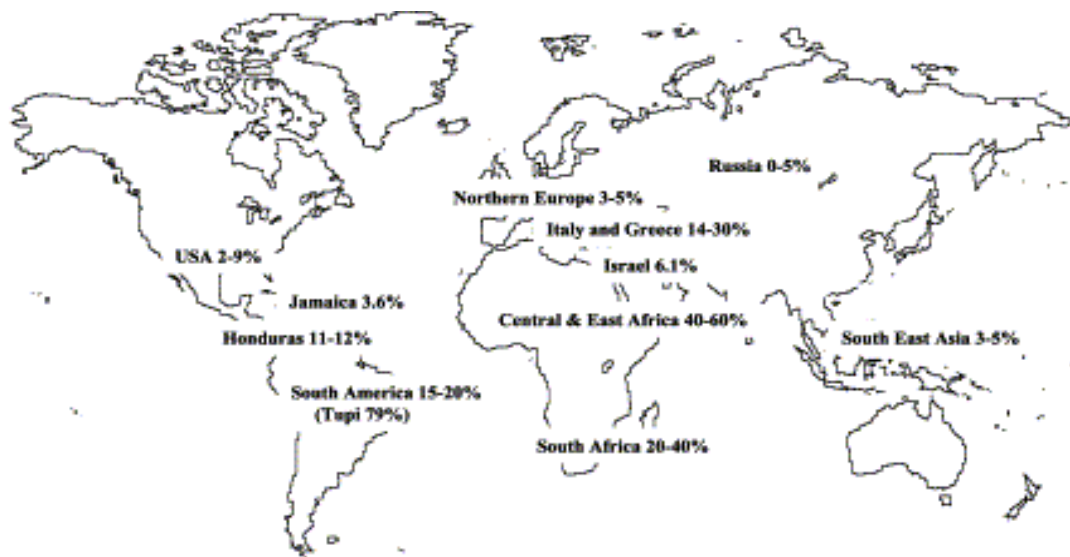 Russia 0-5%
Northern Europe 3-5%
Italy and Greece 14-30%
USA 2-9%
Israel 6.1%
Jamaica 3.6%
Central & East Africa 40-60%
Honduras 11-12%
South East Asia 3-5%
South America 15-20%
(Tupi 79%)
South Africa 20-40%